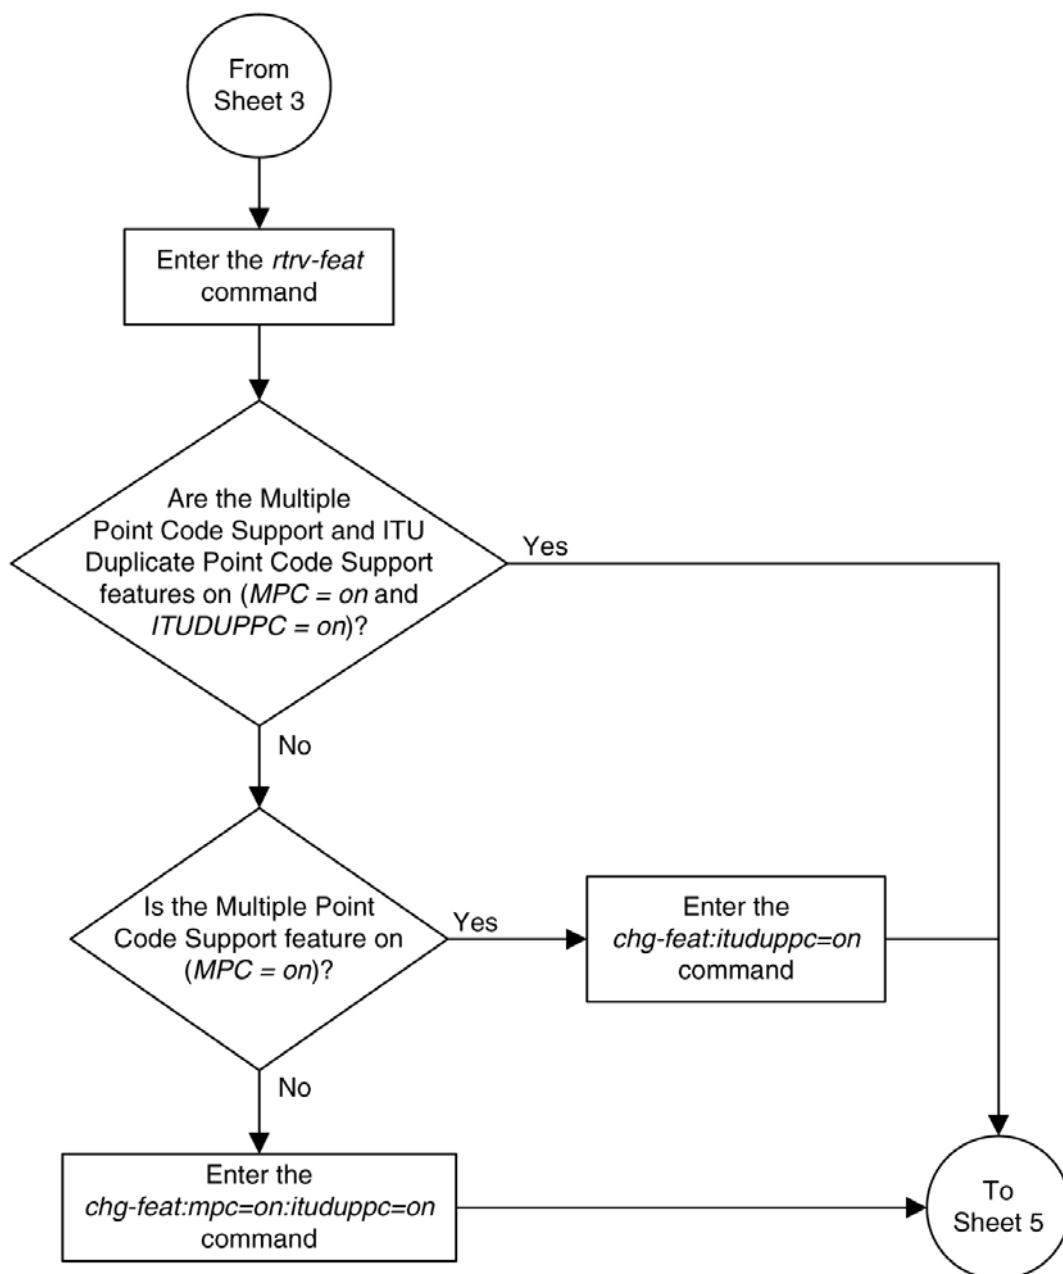 From
Sheet 3
Enter the rtrv-feat
command
Are the Multiple
Point Code Support and ITU
Duplicate Point Code Support
features on (MPC = on and
ITUDUPPC = on)?
Yes
No
Is the Multiple Point
Code Support feature on
(MPC = on)?
Yes
Enter the
chg-feat:ituduppc=on
command
No
Enter the
chg-feat:mpc=on:ituduppc=on
command
To
Sheet 5